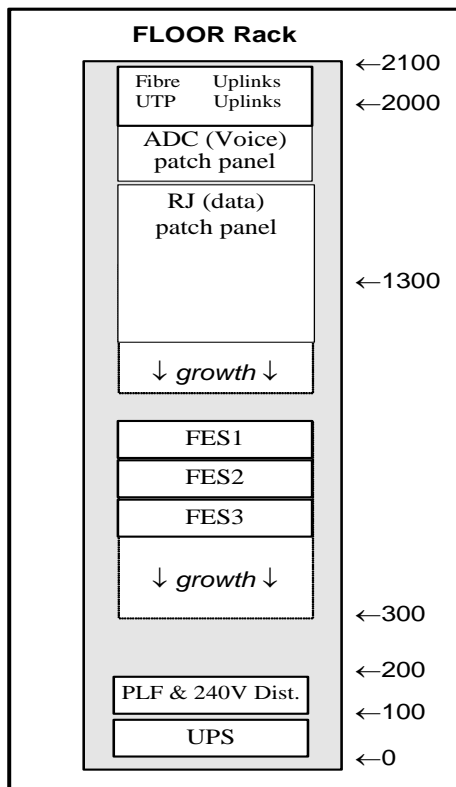 FLOOR Rack
←2100
Fibre Uplinks
UTP Uplinks
←2000
ADC (Voice)
patch panel
RJ (data)
patch panel
←1300
↓ growth ↓
FES1
FES2
FES3
↓ growth ↓
←300
←200
PLF & 240V Dist.
←100
UPS
←0